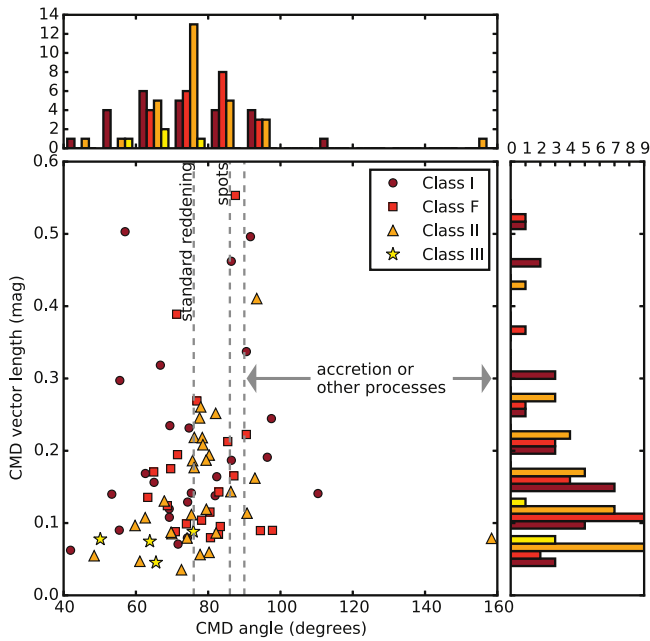 14
12
10
8
6
4
2
0
0 1 2 3 4 5 6 7 8 9
0.6
0.5
0.4
0.3
0.2
0.1
0.0
CMD vector length (mag)
standard reddening
spots
Class I
Class F
Class II
Class III
accretion or
other processes
40 60 80 100 120 140 160
CMD angle (degrees)